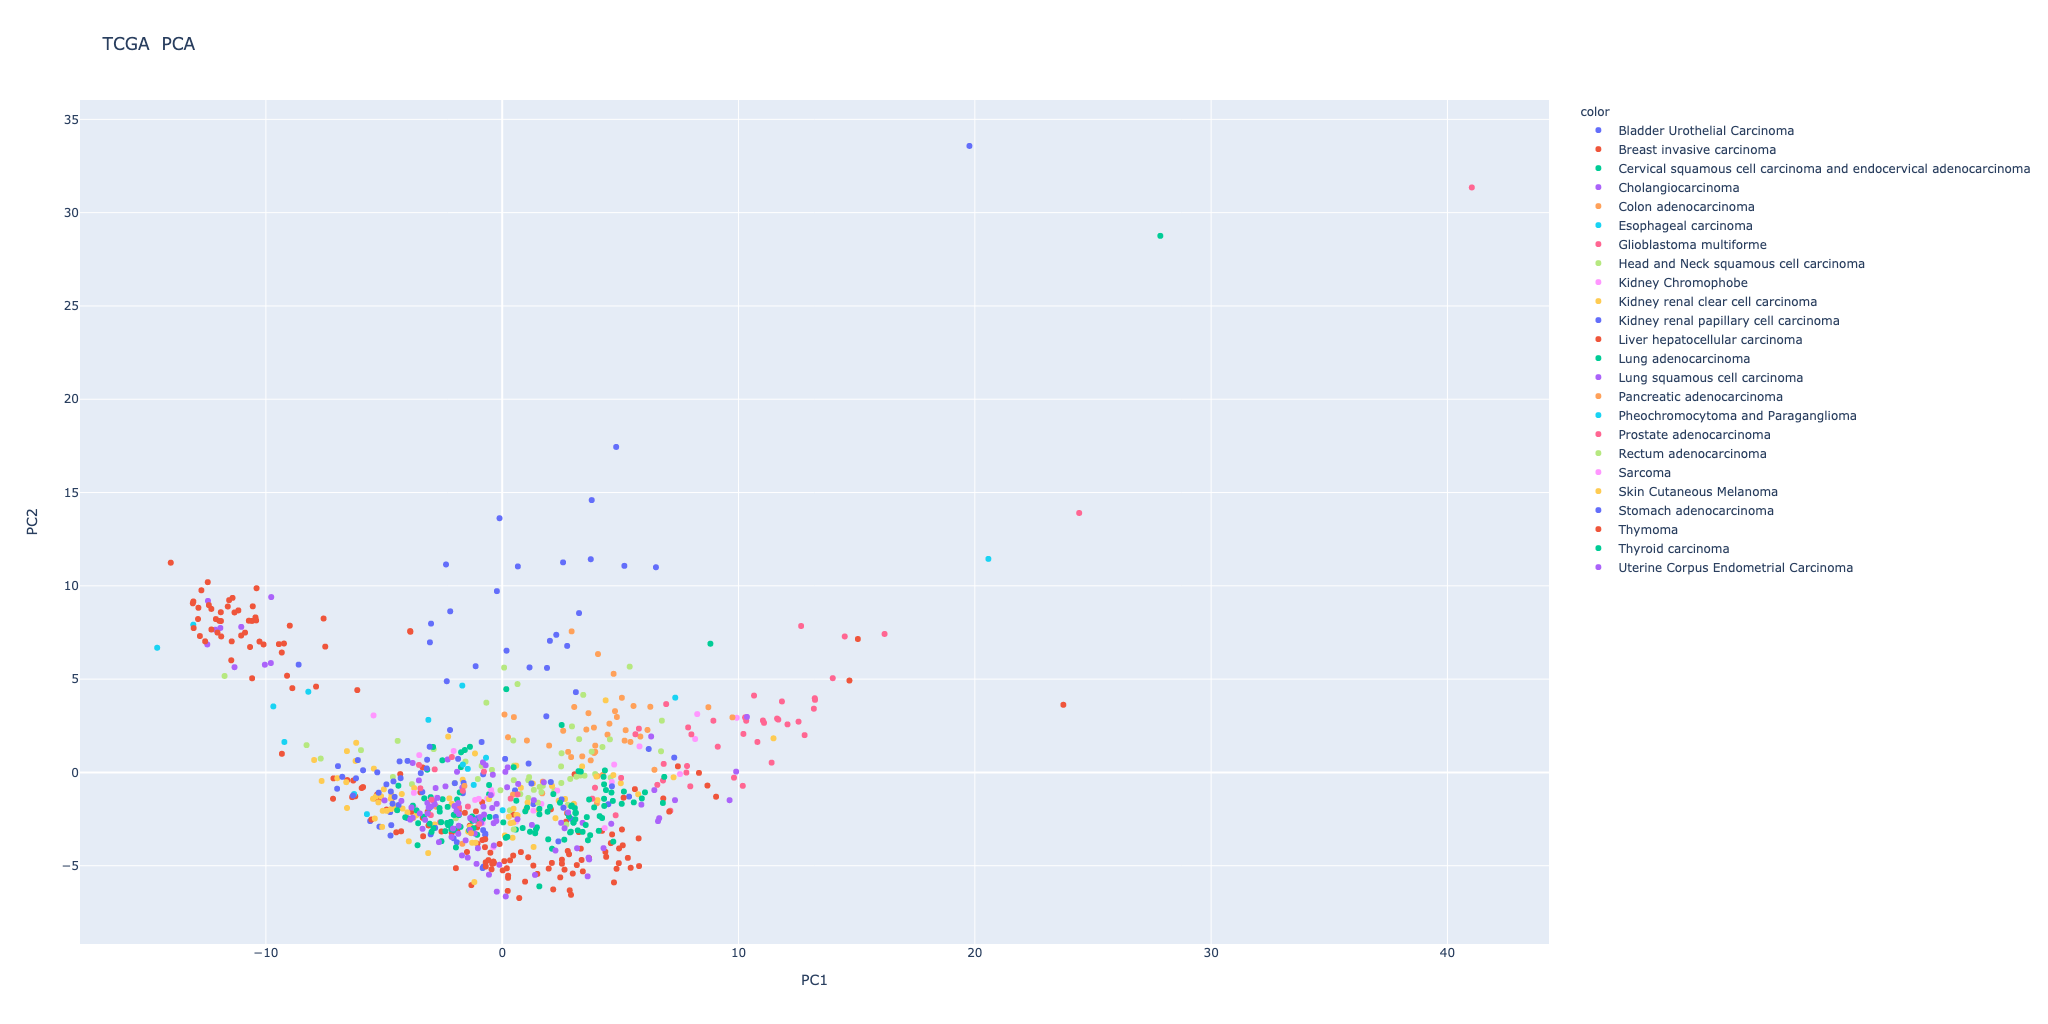 TCGA  PCA
35
30
25
20
15
10
5
0
−5
PC2
−10
0
10
20
30
40
PC1
color
Bladder Urothelial Carcinoma
Breast invasive carcinoma
Cervical squamous cell carcinoma and endocervical adenocarcinoma
Cholangiocarcinoma
Colon adenocarcinoma
Esophageal carcinoma
Glioblastoma multiforme
Head and Neck squamous cell carcinoma
Kidney Chromophobe
Kidney renal clear cell carcinoma
Kidney renal papillary cell carcinoma
Liver hepatocellular carcinoma
Lung adenocarcinoma
Lung squamous cell carcinoma
Pancreatic adenocarcinoma
Pheochromocytoma and Paraganglioma
Prostate adenocarcinoma
Rectum adenocarcinoma
Sarcoma
Skin Cutaneous Melanoma
Stomach adenocarcinoma
Thymoma
Thyroid carcinoma
Uterine Corpus Endometrial Carcinoma